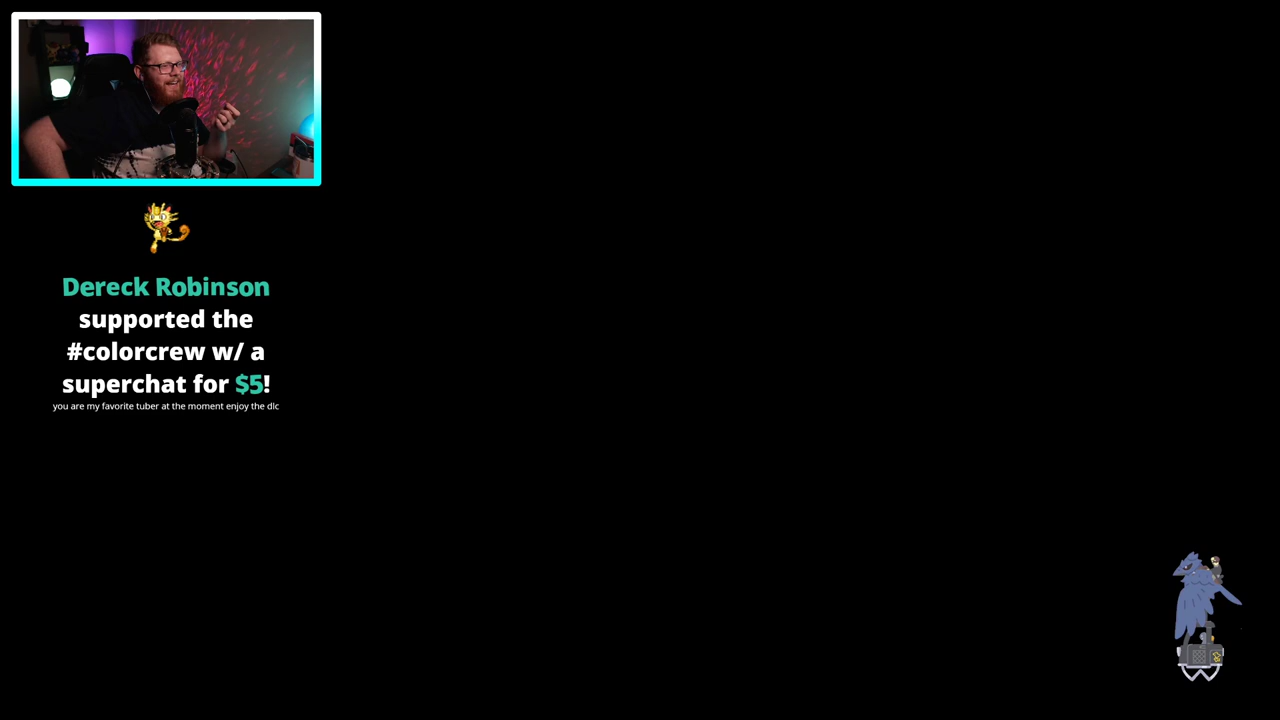 Dereck Robinson
supported the
#colorcrew w/ a
superchat for $5!
you are my favorite tuber at the moment enjoy the dlc